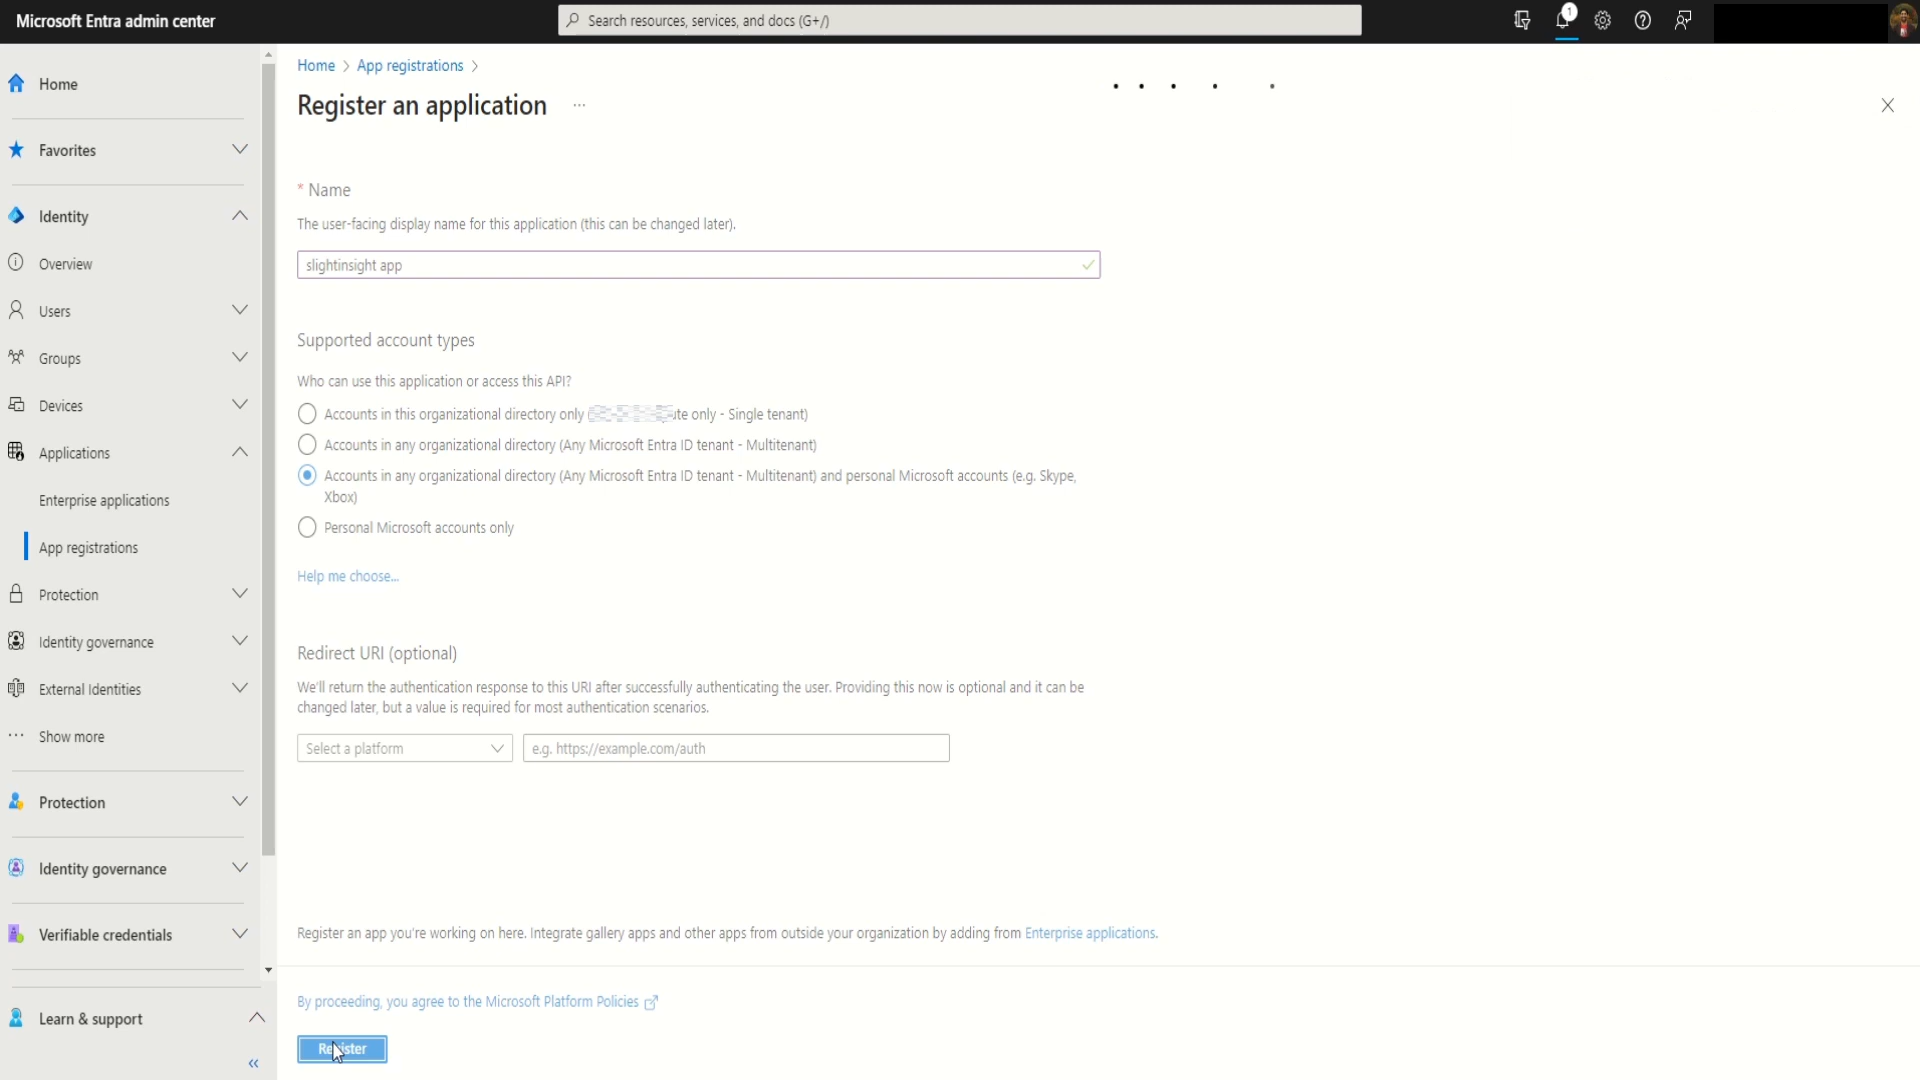 Microsoft Entra admin center
Search resources, services, and docs (G+/)
1
Home
Favorites
Identity
Overview
Users
Groups
Devices
Applications
Enterprise applications
App registrations
Protection
Identity governance
External Identities
Show more
Protection
Identity governance
Verifiable credentials
Learn & support
Home > App registrations >
Register an application ...
* Name
The user-facing display name for this application (this can be changed later).
slightinsight app
Supported account types
Who can use this application or access this API?
Accounts in this organizational directory only (te only - Single tenant)
Accounts in any organizational directory (Any Microsoft Entra ID tenant - Multitenant)
Accounts in any organizational directory (Any Microsoft Entra ID tenant - Multitenant) and personal Microsoft accounts (e.g. Skype,
Xbox)
Personal Microsoft accounts only
Help me choose...
Redirect URI (optional)
We'll return the authentication response to this URI after successfully authenticating the user. Providing this now is optional and it can be
changed later, but a value is required for most authentication scenarios.
Select a platform
e.g. https://example.com/auth
Register an app you're working on here. Integrate gallery apps and other apps from outside your organization by adding from Enterprise applications.
By proceeding, you agree to the Microsoft Platform Policies
Register